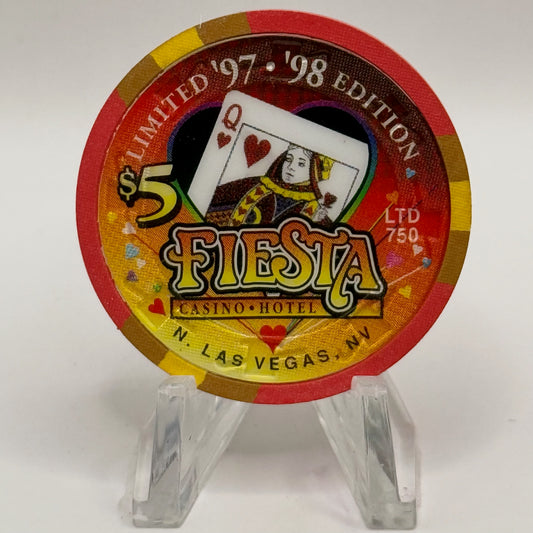 LIMITED '97 • '98 EDITION
Q
$5
LTD
750
FIESTA
CASINO • HOTEL
N. LAS VEGAS, NV